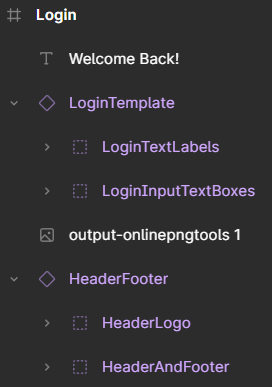 Login
Welcome Back!
LoginTemplate
LoginTextLabels
LoginInputTextBoxes
output-onlinepngtools 1
HeaderFooter
HeaderLogo
HeaderAndFooter